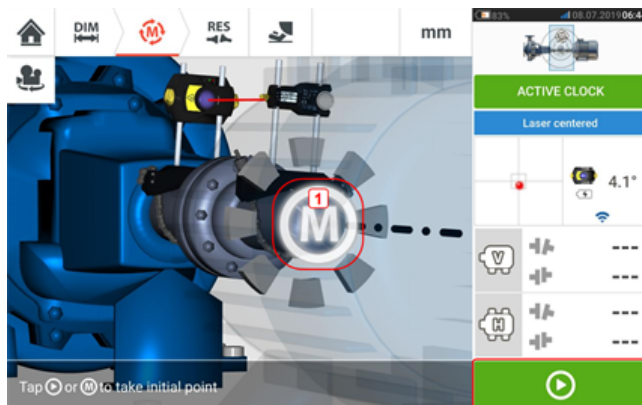 DIM
M
RES
mm
83%
08.07.2019 06:4
ACTIVE CLOCK
Laser centered
4.1°
1
M
V
---
---
H
---
---
Tap or M to take initial point